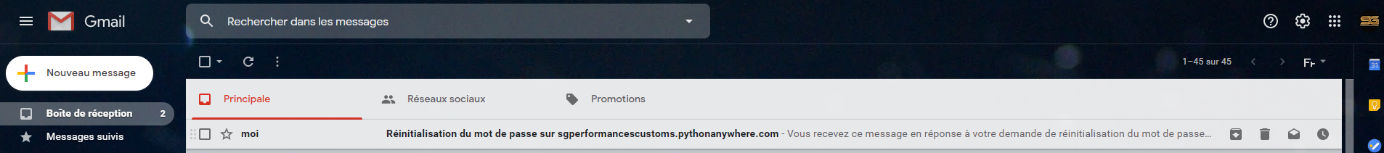 Gmail
Rechercher dans les messages
SG
Nouveau message
1–45 sur 45
Fr
Principale
Réseaux sociaux
Promotions
Boîte de réception 2
moi Réinitialisation du mot de passe sur sgperformancescustoms.pythonanywhere.com - Vous recevez ce message en réponse à votre demande de réinitialisation du mot de passe...
Messages suivis